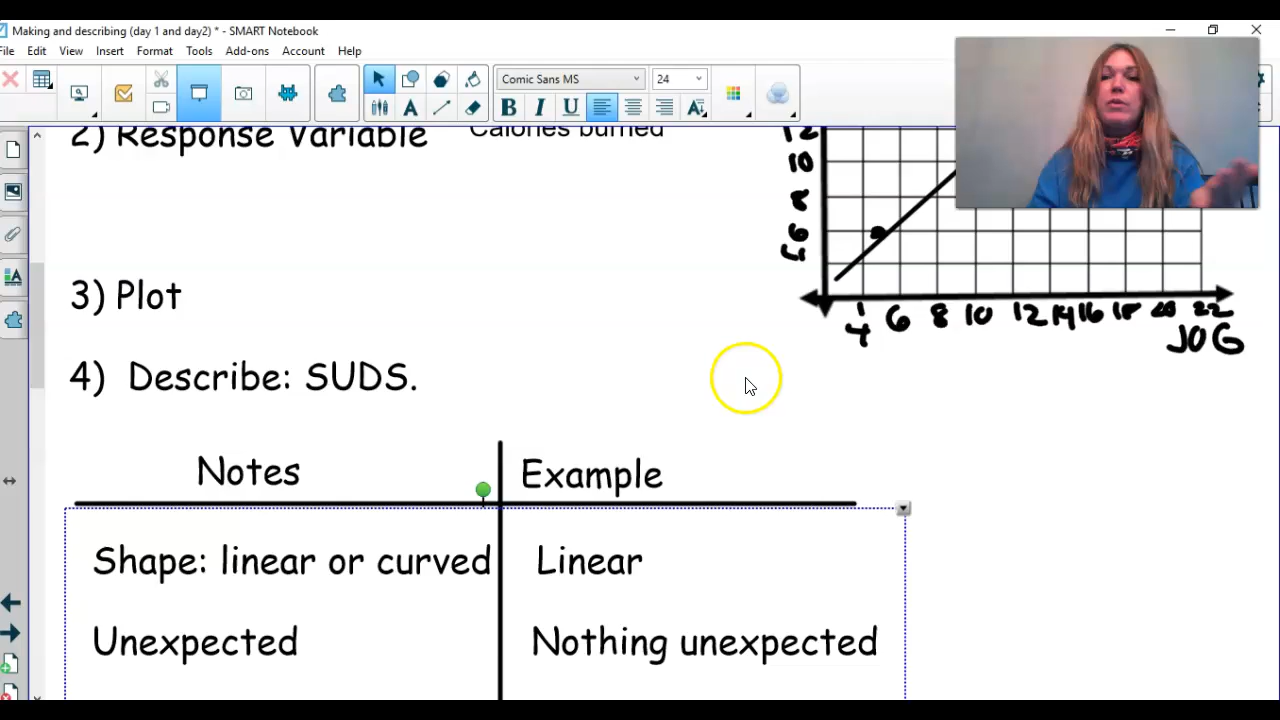 Making and describing (day 1 and day2) * - SMART Notebook
File Edit View Insert Format Tools Add-ons Account Help
Comic Sans MS 24
B I U A
2) Response Variable Calories burned
12
10
8
6
3) Plot
4 6 8 10 12 14 16 18 20 22
JOG
4) Describe: SUDS.
Notes Example
Shape: linear or curved Linear
Unexpected Nothing unexpected